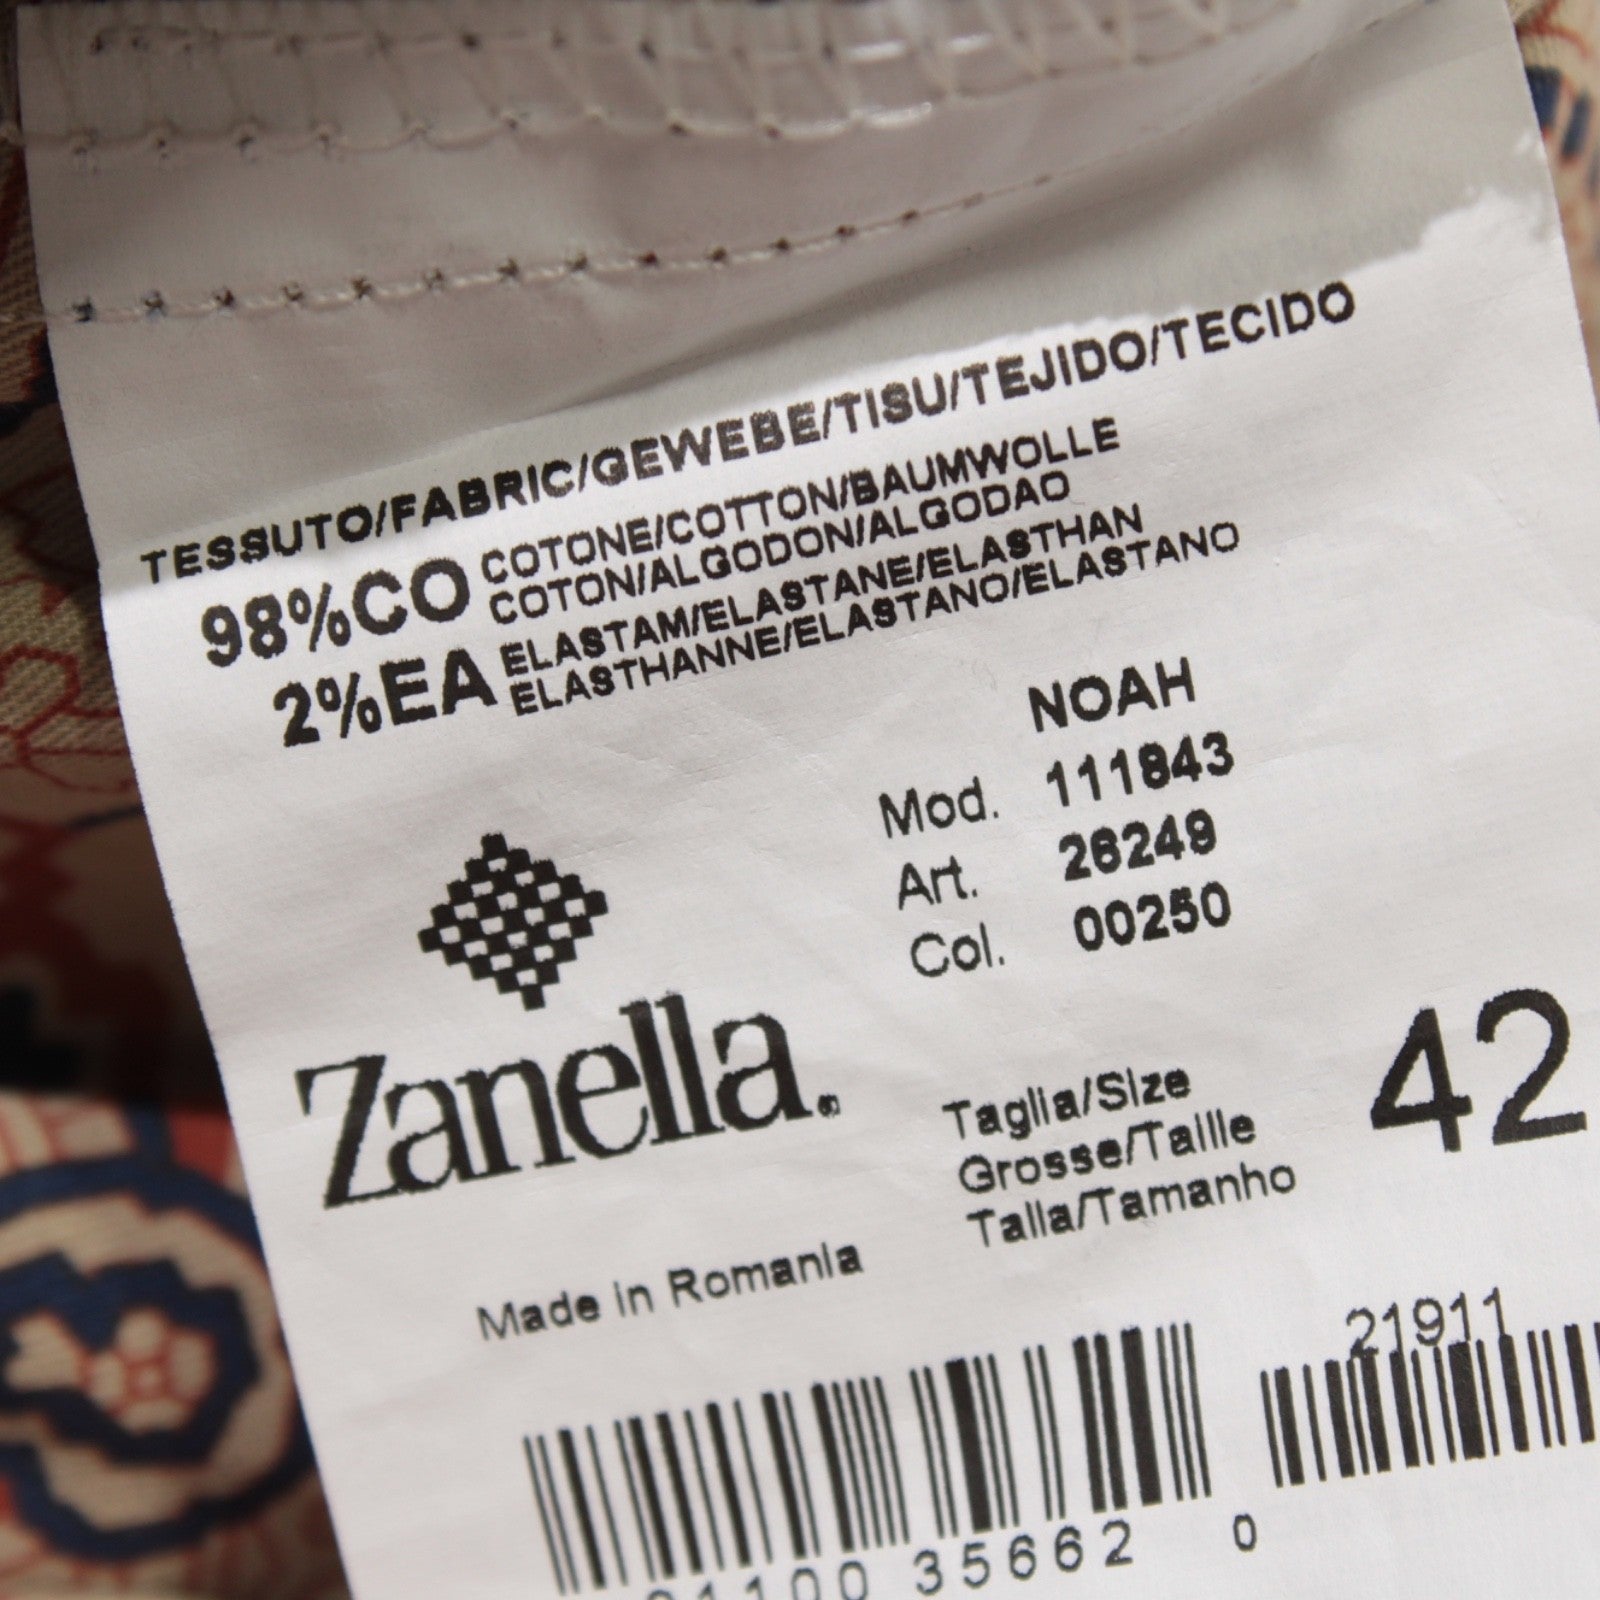 TESSUTO/FABRIC/GEWEBE/TISU/TEJIDO/TECIDO
98%CO COTONE/COTTON/BAUMWOLLE
COTON/ALGODON/ALGODAO
2%EA ELASTAM/ELASTANE/ELASTHAN
ELASTHANNE/ELASTANO/ELASTANO
NOAH
Mod. 111843
Art. 26249
Col. 00250
Zanella®
Taglia/Size
Grosse/Taille
Talla/Tamanho
42
Made in Romania
21911
35662 0